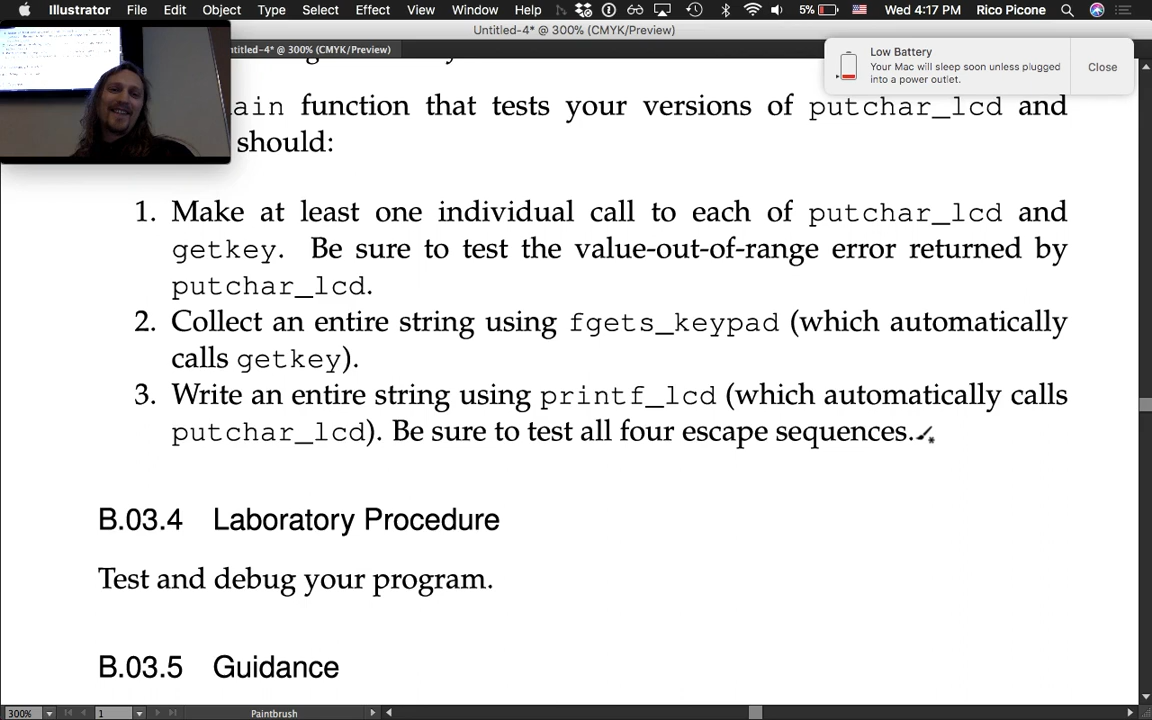 Illustrator File Edit Object Type Select Effect View Window Help 5% Wed 4:17 PM Rico Picone
Untitled-4* @ 300% (CMYK/Preview)
ntitled-4* @ 300% (CMYK/Preview)
Low Battery
Your Mac will sleep soon unless plugged
into a power outlet.
Close
ain function that tests your versions of putchar_lcd and
should:
1. Make at least one individual call to each of putchar_lcd and
getkey. Be sure to test the value-out-of-range error returned by
putchar_lcd.
2. Collect an entire string using fgets_keypad (which automatically
calls getkey).
3. Write an entire string using printf_lcd (which automatically calls
putchar_lcd). Be sure to test all four escape sequences.
B.03.4 Laboratory Procedure
Test and debug your program.
B.03.5 Guidance
300% 1 Paintbrush